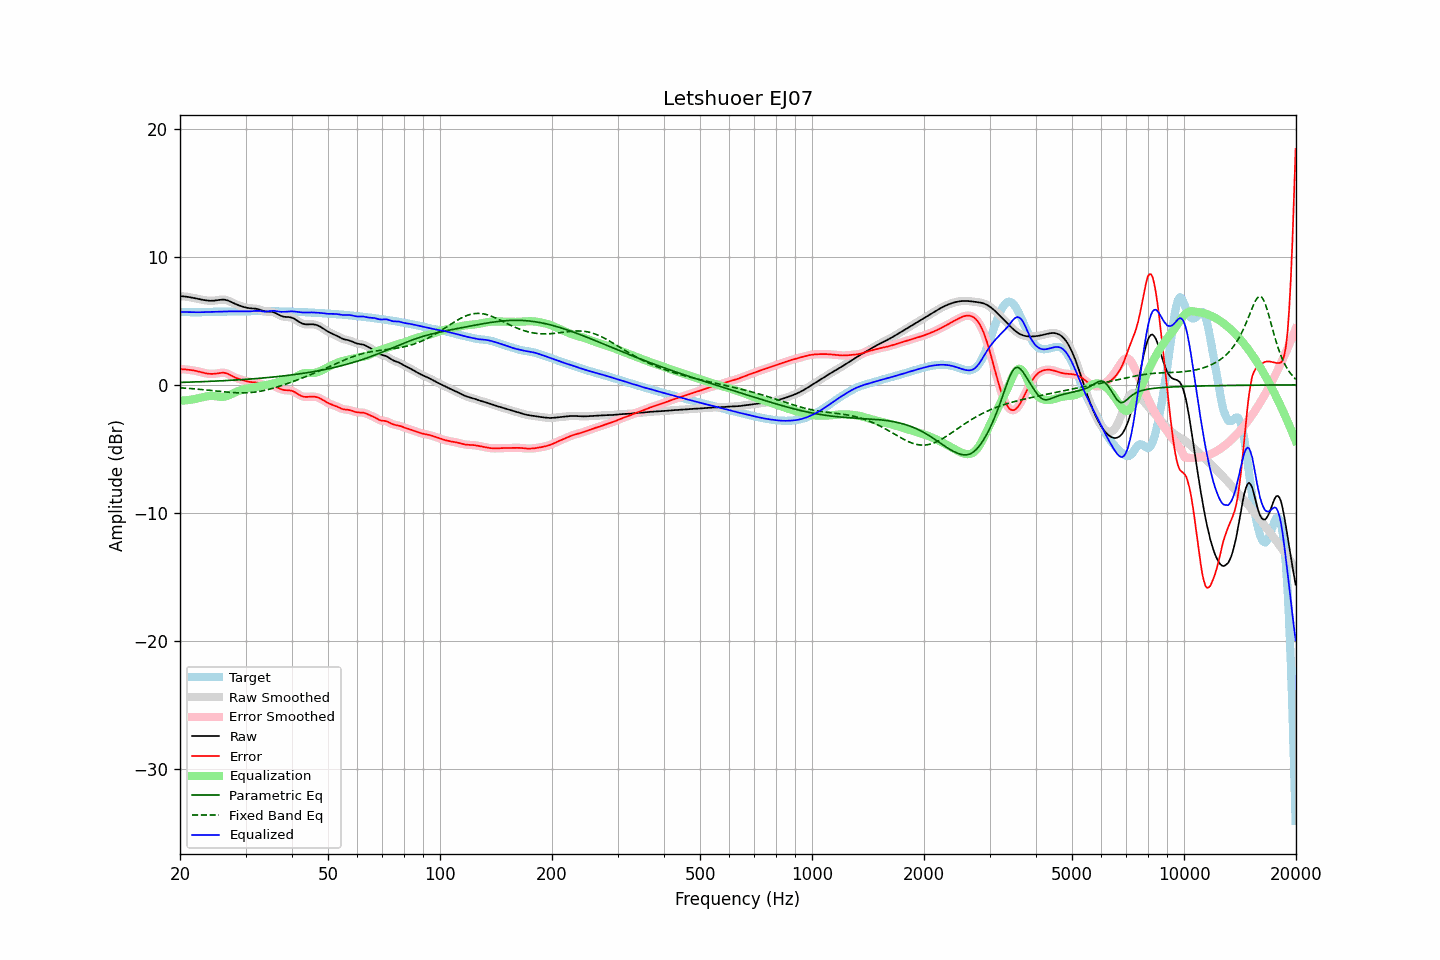 Letshuoer EJ07
20
10
0
−10
−20
−30
Amplitude (dBr)
Target
Raw Smoothed
Error Smoothed
Raw
Error
Equalization
Parametric Eq
Fixed Band Eq
Equalized
20 50 100 200 500 1000 2000 5000 10000 20000
Frequency (Hz)